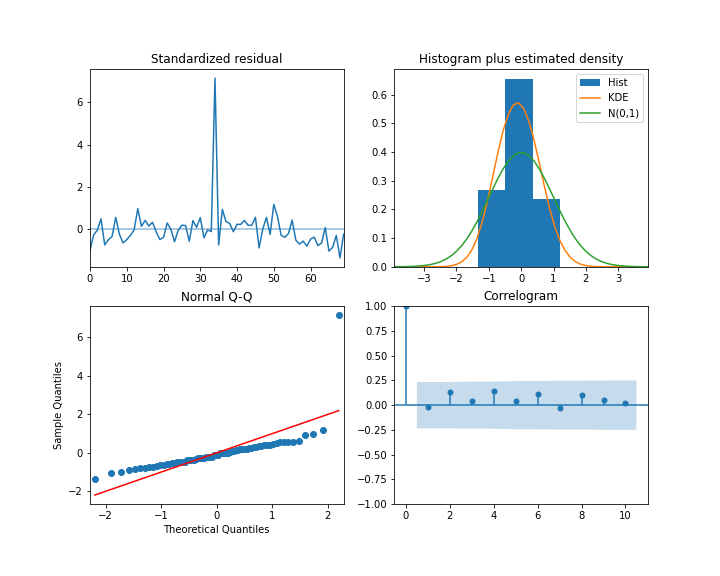 Standardized residual
6
4
2
0
0 10 20 30 40 50 60
Histogram plus estimated density
Hist
KDE
N(0,1)
0.6
0.5
0.4
0.3
0.2
0.1
0.0
−3 −2 −1 0 1 2 3
Normal Q-Q
Sample Quantiles
6
4
2
0
−2
−2 −1 0 1 2
Theoretical Quantiles
Correlogram
1.00
0.75
0.50
0.25
0.00
−0.25
−0.50
−0.75
−1.00
0 2 4 6 8 10